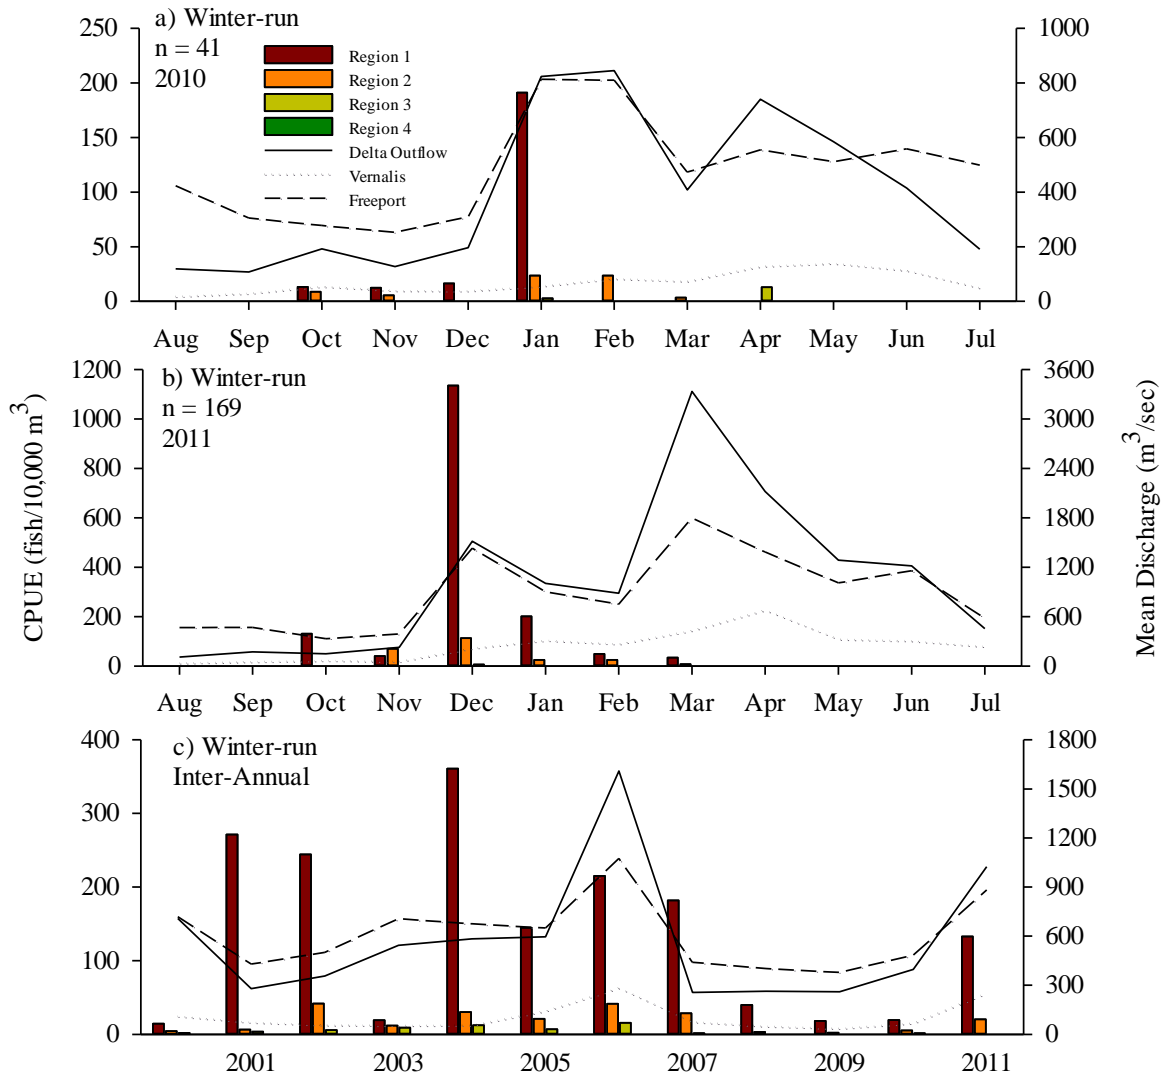 a) Winter-run
n = 41
2010
Region 1
Region 2
Region 3
Region 4
Delta Outflow
Vernalis
Freeport
250
200
150
100
50
0
1000
800
600
400
200
0
Aug Sep Oct Nov Dec Jan Feb Mar Apr May Jun Jul
b) Winter-run
n = 169
2011
1200
1000
800
600
400
200
0
3600
3000
2400
1800
1200
600
0
CPUE (fish/10,000 m³)
Mean Discharge (m³/sec)
Aug Sep Oct Nov Dec Jan Feb Mar Apr May Jun Jul
c) Winter-run
Inter-Annual
400
300
200
100
0
1800
1500
1200
900
600
300
0
2001 2003 2005 2007 2009 2011